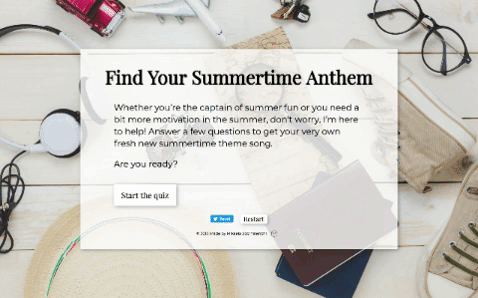 Find Your Summertime Anthem
Whether you're the captain of summer fun or you need a
bit more motivation in the summer, don't worry, I'm here
to help! Answer a few questions to get your very own
fresh new summertime theme song.
Are you ready?
Start the quiz
Tweet
Restart